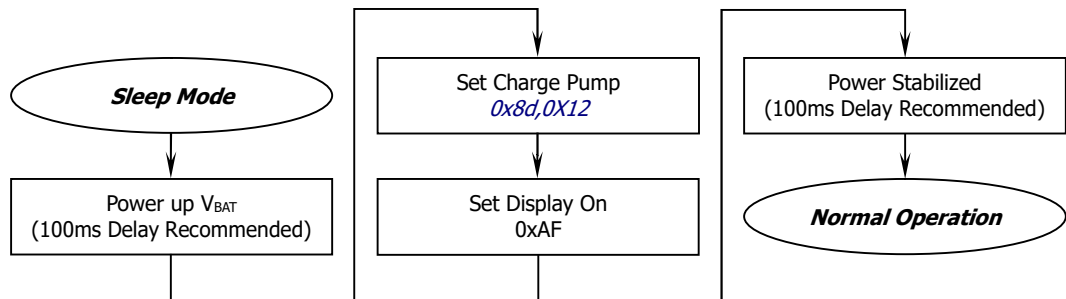 Sleep Mode
Power up VBAT
(100ms Delay Recommended)
Set Charge Pump
0x8d,0X12
Set Display On
0xAF
Power Stabilized
(100ms Delay Recommended)
Normal Operation